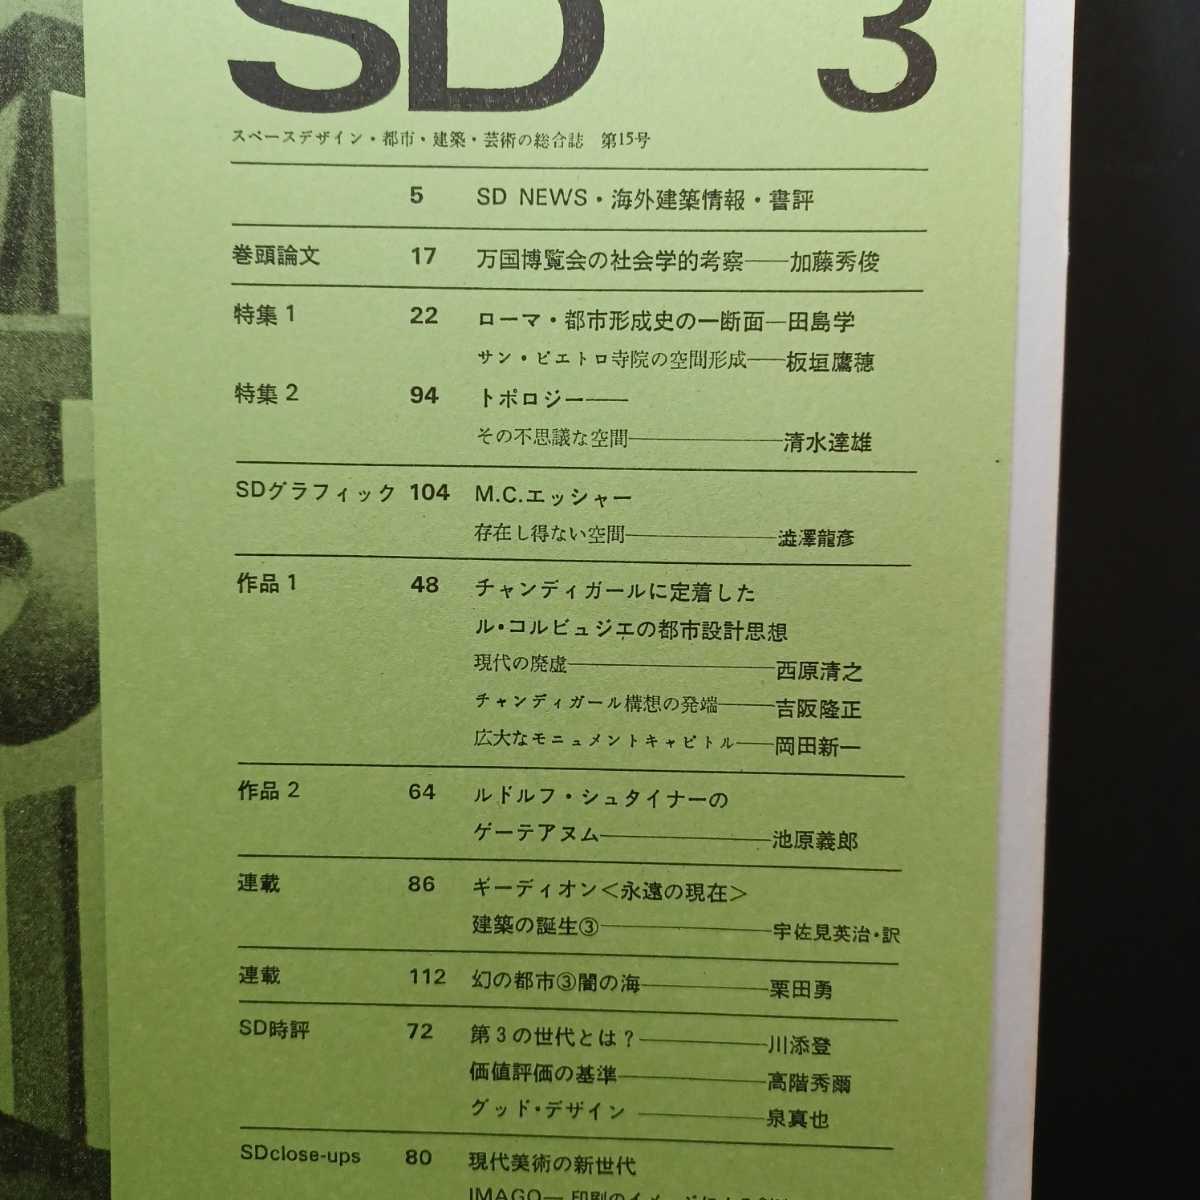 SD 3
スペースデザイン・都市・建築・芸術の総合誌 第15号
5 SD NEWS・海外建築情報・書評
巻頭論文 17 万国博覧会の社会学的考察——加藤秀俊
特集1 22 ローマ・都市形成史の一断面—田島学
サン・ピエトロ寺院の空間形成——板垣鷹穂
特集2 94 トポロジー——
その不思議な空間————————清水達雄
SDグラフィック 104 M.C.エッシャー
存在し得ない空間————————澁澤龍彦
作品1 48 チャンディガールに定着した
ル・コルビュジエの都市設計思想
現代の廃虚————————西原清之
チャンディガール構想の発端———吉阪隆正
広大なモニュメントキャピトル——岡田新一
作品2 64 ルドルフ・シュタイナーの
ゲーテアヌム————————池原義郎
連載 86 ギーディオン＜永遠の現在＞
建築の誕生③————————宇佐見英治・訳
連載 112 幻の都市③闇の海—————栗田勇
SD時評 72 第3の世代とは？—————川添登
価値評価の基準——————高階秀爾
グッド・デザイン —————泉真也
SDclose-ups 80 現代美術の新世代
IMAGO—印刷のイメージによる